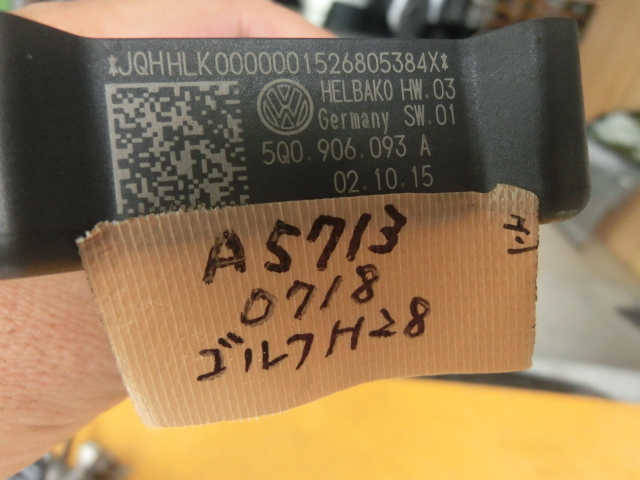 *JQHHLK0000001526805384X*
HELBAKO HW.03
Germany SW.01
5Q0.906.093 A
02.10.15
A5713
0718
ゴルフH28